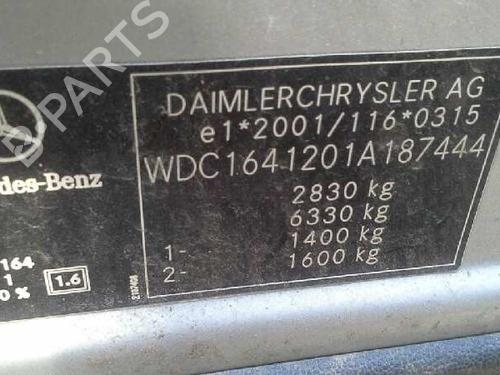 DAIMLERCHRYSLER AG
e1*2001/116*0315
WDC1641201A187444
2830 kg
6330 kg
1- 1400 kg
2- 1600 kg
des-Benz
164
1
0 % 1.6